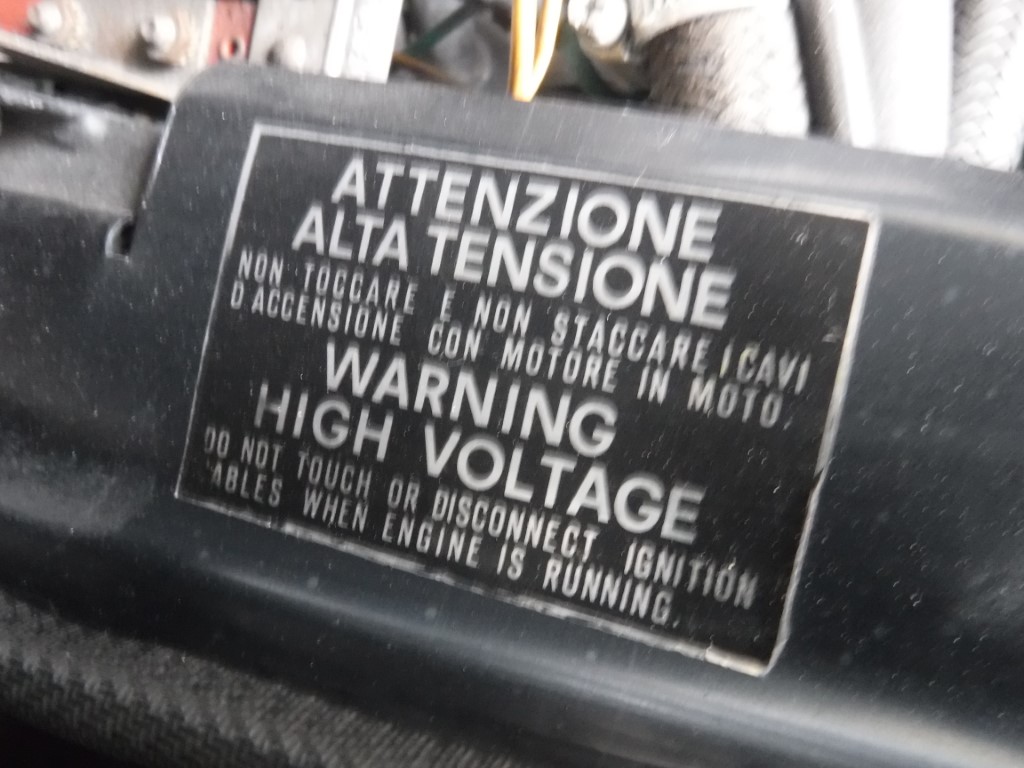 ATTENZIONE
ALTA TENSIONE
NON TOCCARE E NON STACCARE I CAVI
D'ACCENSIONE CON MOTORE IN MOTO.
WARNING
HIGH VOLTAGE
DO NOT TOUCH OR DISCONNECT IGNITION
ABLES WHEN ENGINE IS RUNNING.